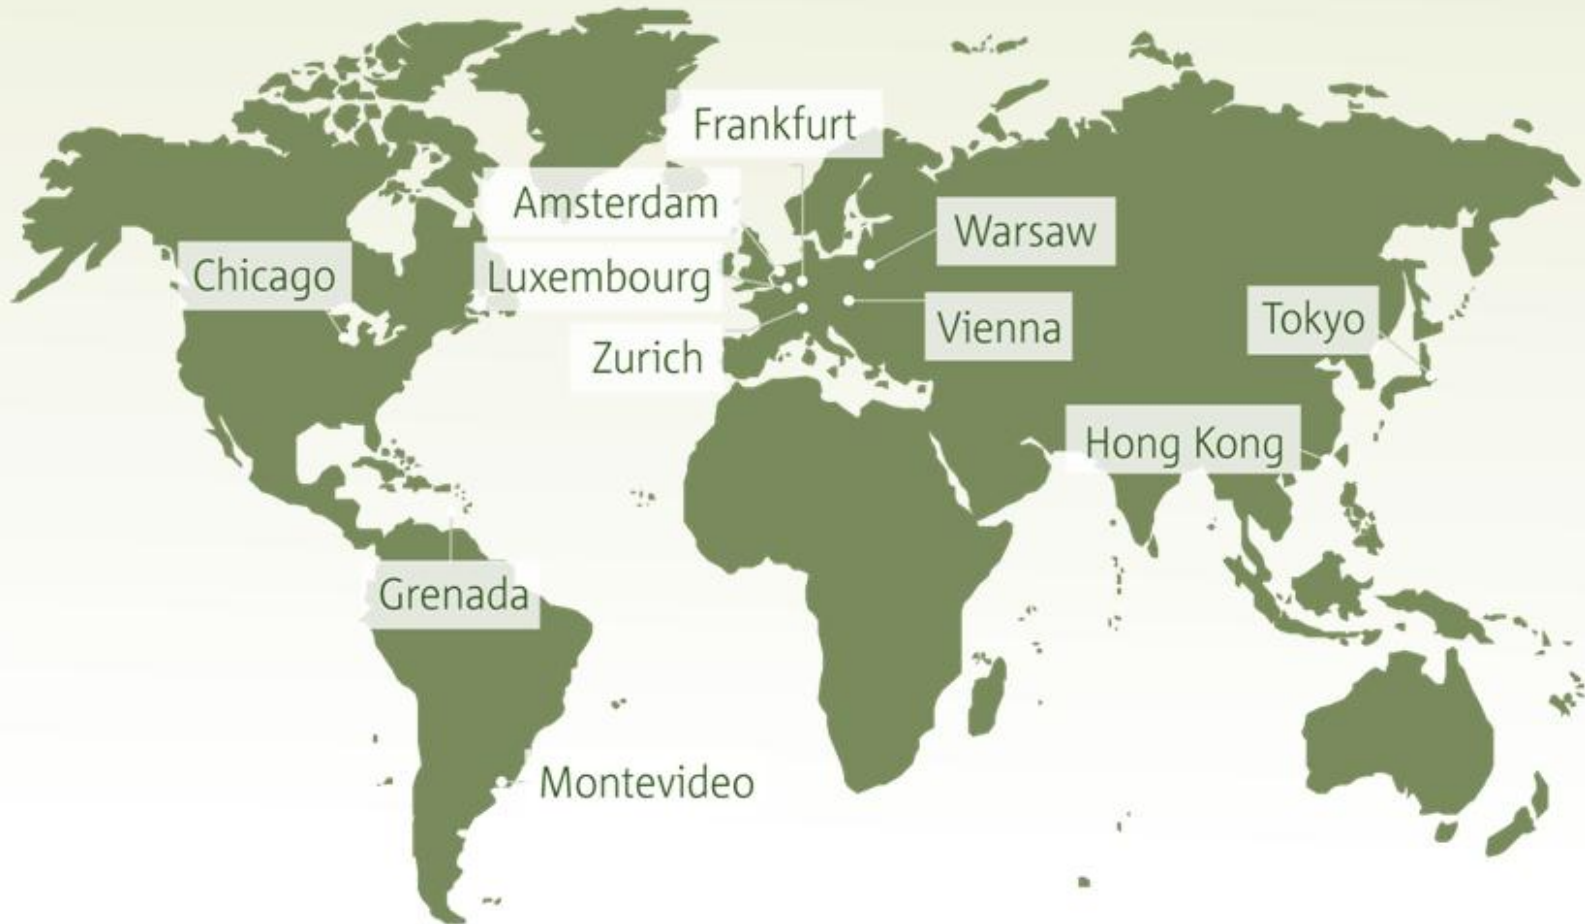 Frankfurt
Amsterdam
Warsaw
Chicago
Luxembourg
Vienna
Tokyo
Zurich
Hong Kong
Grenada
Montevideo